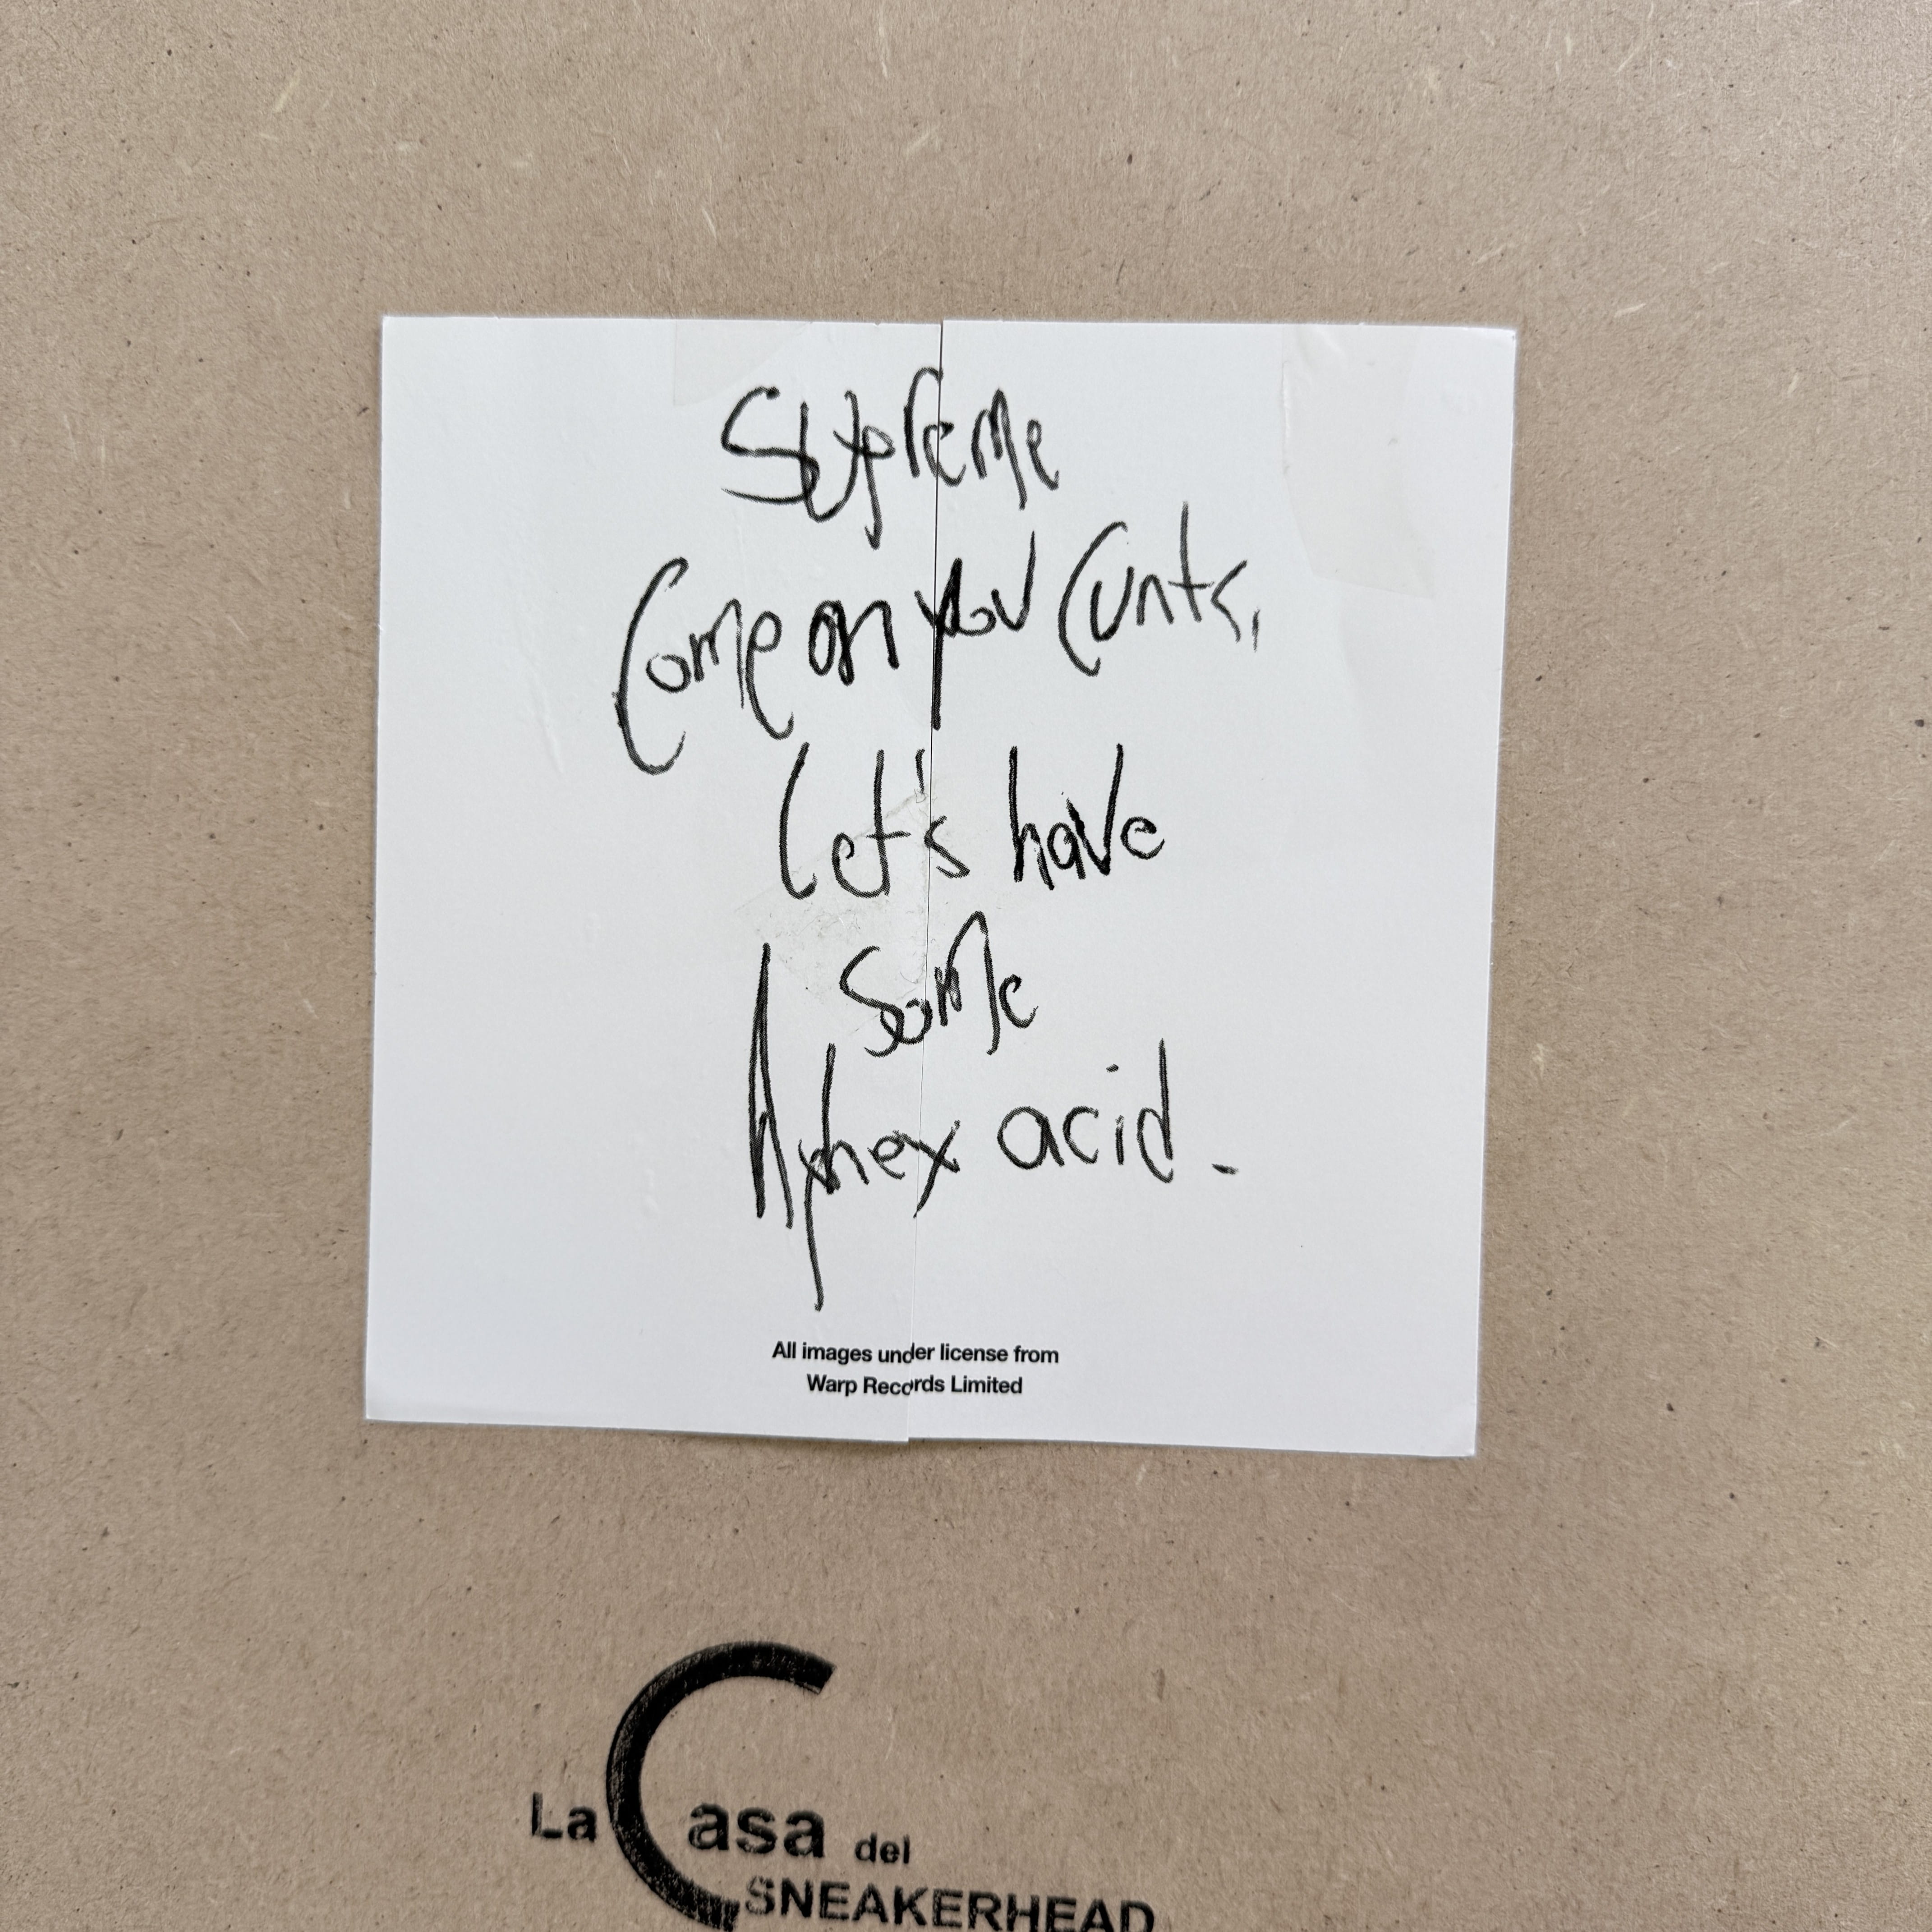 Supreme
Come on you Cunts,
Let's have
Some
Aphex acid.
All images under license from
Warp Records Limited
La Casa del
SNEAKERHEAD